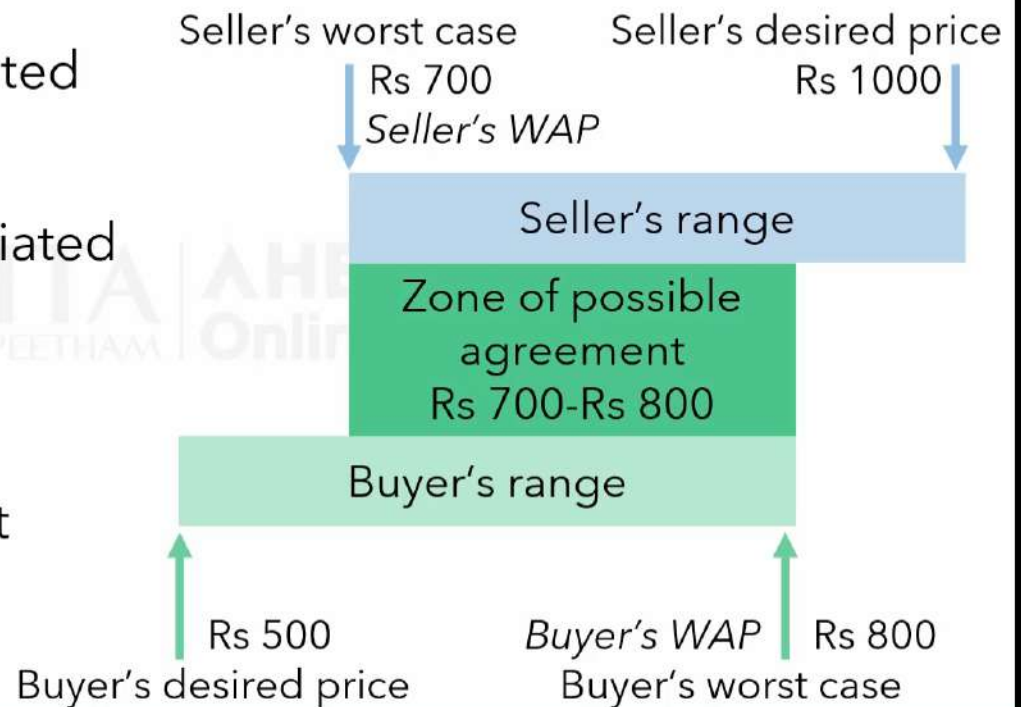 Seller's worst case
Seller's desired price
ted
Rs 700
Rs 1000
Seller's WAP
Seller's range
iated
Zone of possible
agreement
Rs 700-Rs 800
Buyer's range
t
Rs 500
Buyer's WAP
Rs 800
Buyer's desired price
Buyer's worst case